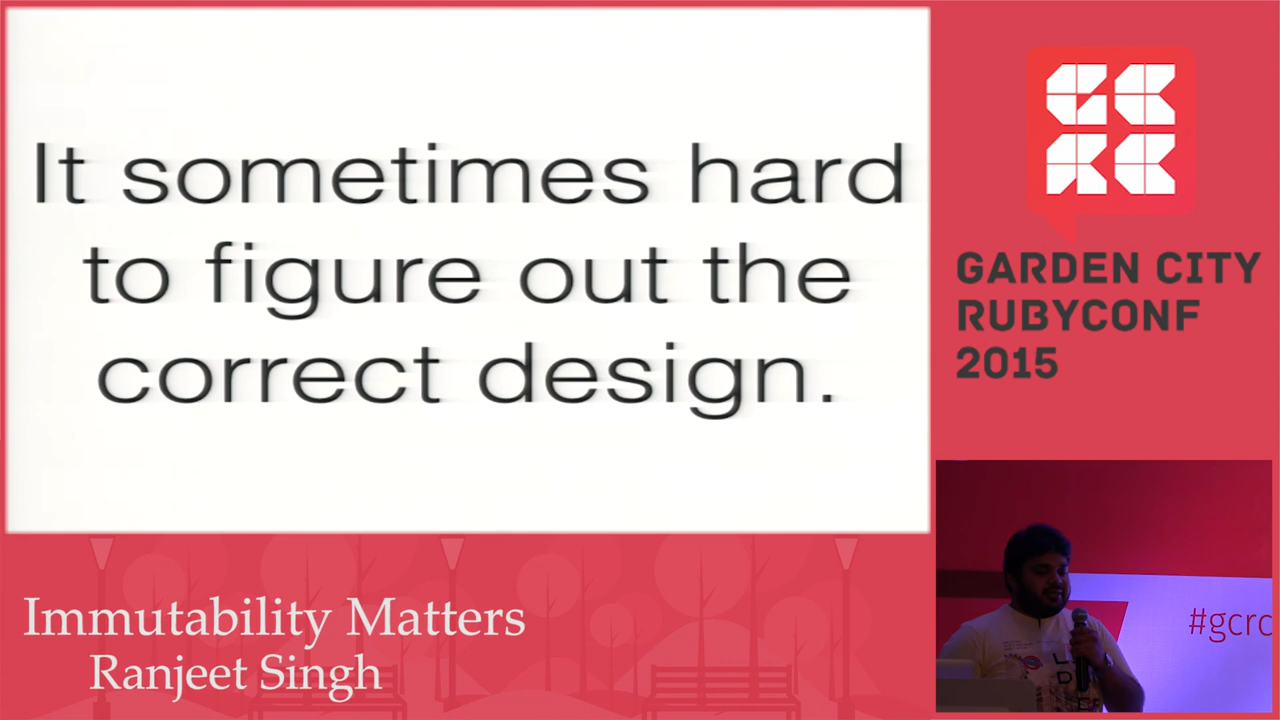 It sometimes hard
to figure out the
correct design.
GARDEN CITY
RUBYCONF
2015
#gcrc
Immutability Matters
Ranjeet Singh